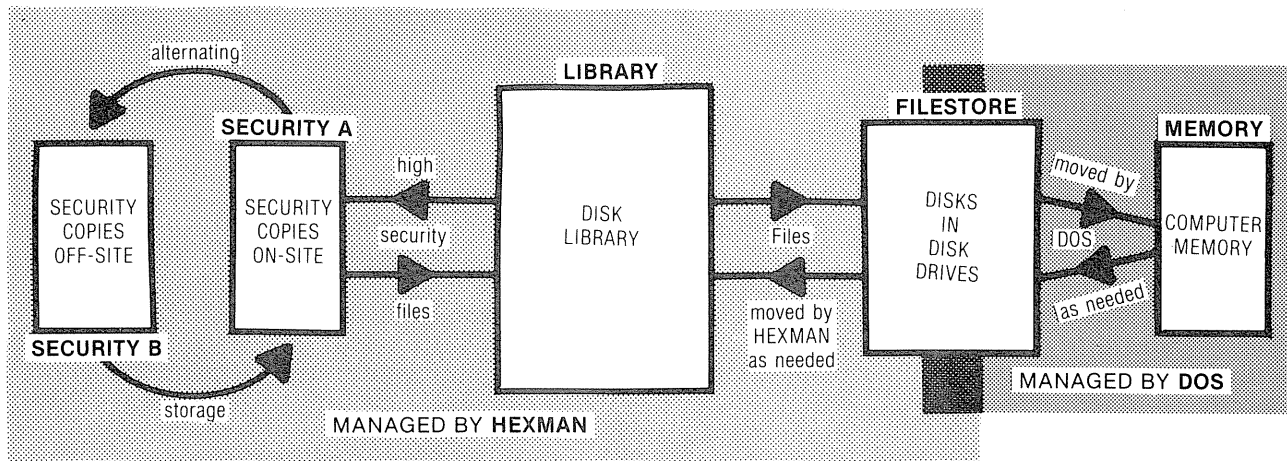 alternating
SECURITY A
SECURITY
COPIES
OFF-SITE
SECURITY B
SECURITY
COPIES
ON-SITE
storage
high
security
files
LIBRARY
DISK
LIBRARY
Files
moved by
HEXMAN
as needed
FILESTORE
DISKS
IN
DISK
DRIVES
moved by
DOS
as needed
MEMORY
COMPUTER
MEMORY
MANAGED BY HEXMAN
MANAGED BY DOS